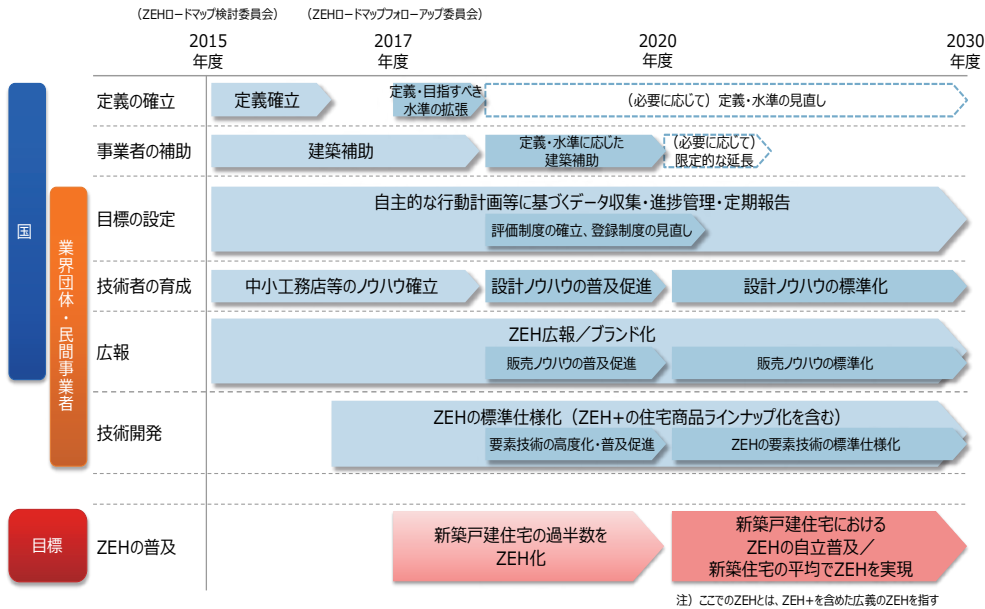 （ZEHロードマップ検討委員会）
（ZEHロードマップフォローアップ委員会）
2015
年度
2017
年度
2020
年度
2030
年度
国
業界団体・民間事業者
定義の確立
定義確立
定義・目指すべき
水準の拡張
（必要に応じて）定義・水準の見直し
事業者の補助
建築補助
定義・水準に応じた
建築補助
（必要に応じて）
限定的な延長
目標の設定
自主的な行動計画等に基づくデータ収集・進捗管理・定期報告
評価制度の確立、登録制度の見直し
技術者の育成
中小工務店等のノウハウ確立
設計ノウハウの普及促進
設計ノウハウの標準化
広報
ZEH広報／ブランド化
販売ノウハウの普及促進
販売ノウハウの標準化
技術開発
ZEHの標準仕様化（ZEH+の住宅商品ラインナップ化を含む）
要素技術の高度化・普及促進
ZEHの要素技術の標準仕様化
目標
ZEHの普及
新築戸建住宅の過半数を
ZEH化
新築戸建住宅における
ZEHの自立普及／
新築住宅の平均でZEHを実現
注）ここでのZEHとは、ZEH+を含めた広義のZEHを指す